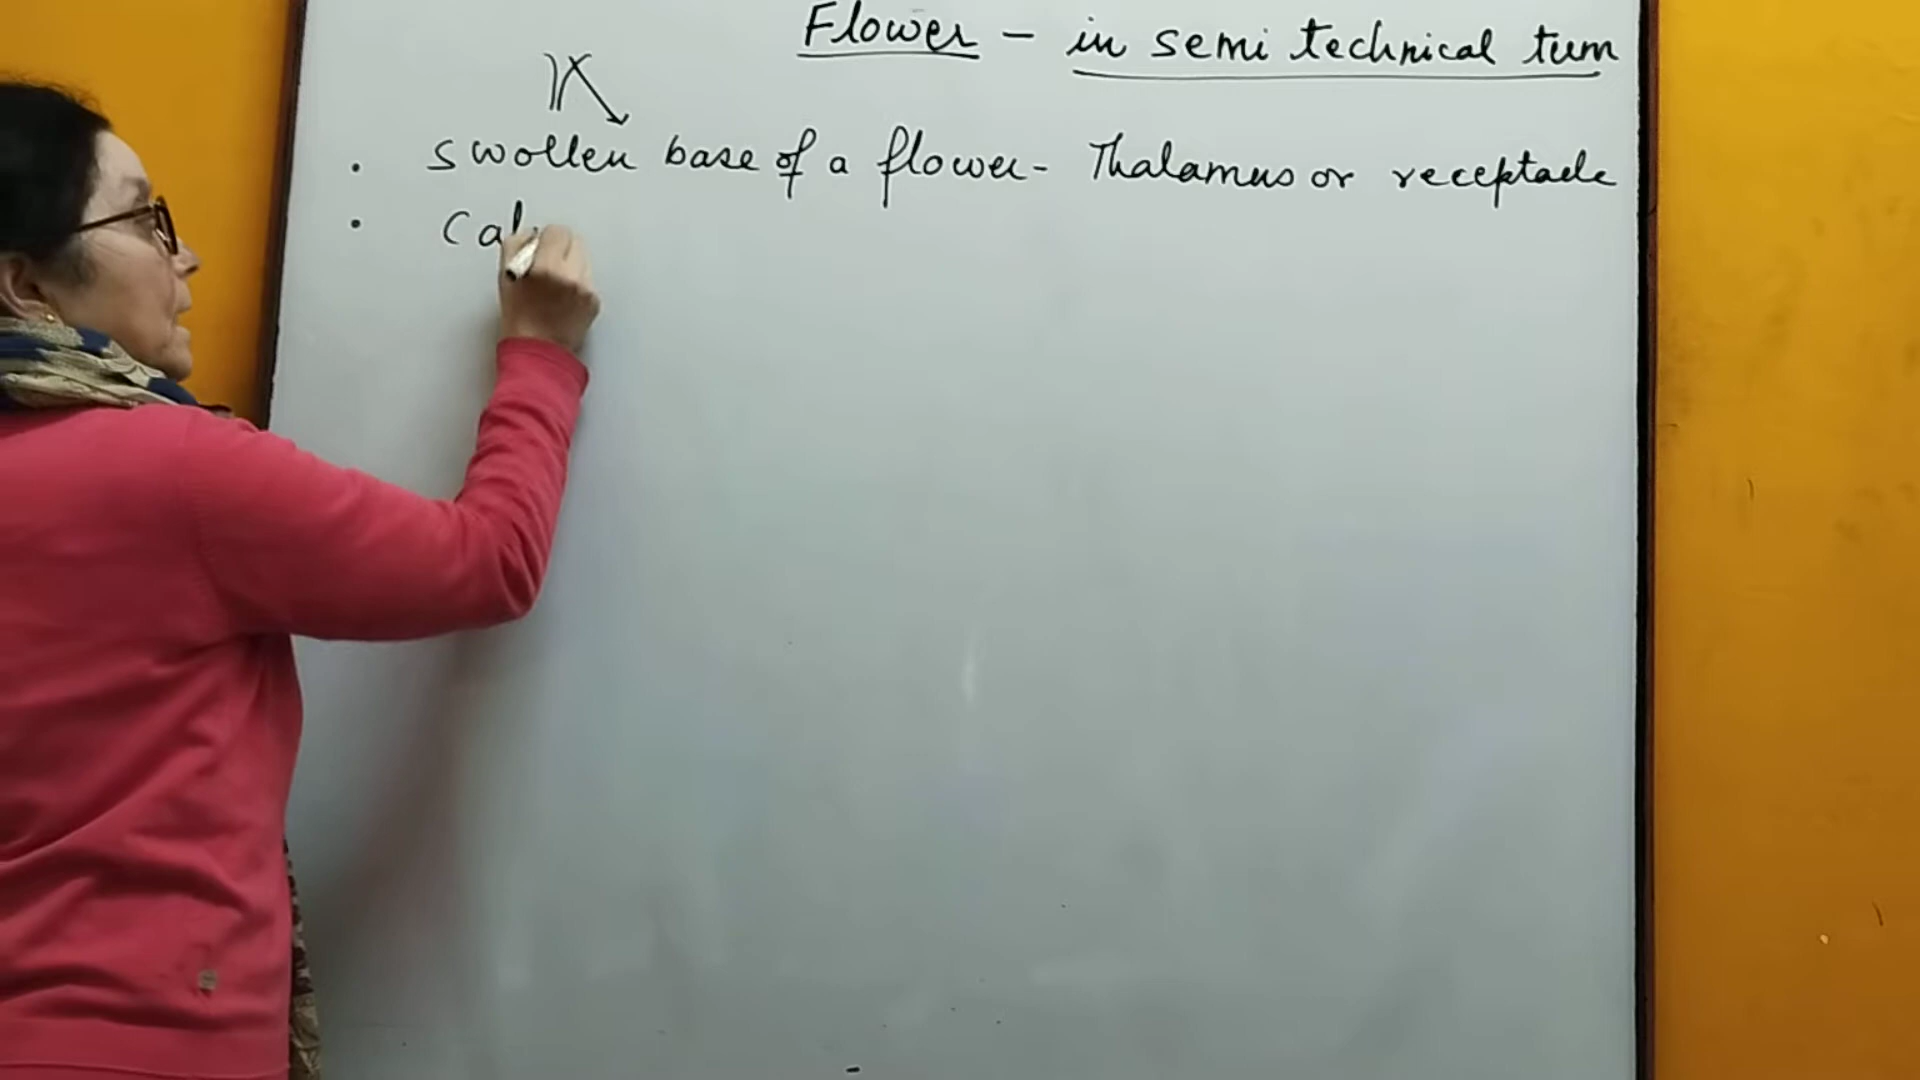 Flower - in semi technical term
. swollen base of a flower - Thalamus or receptacle
. Cal